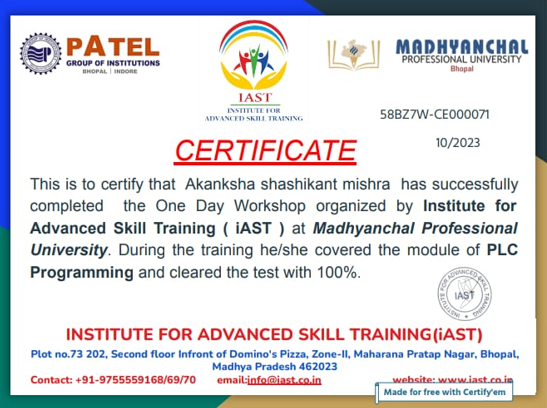 PATEL
GROUP OF INSTITUTIONS
BHOPAL | INDORE
IAST
INSTITUTE FOR
ADVANCED SKILL TRAINING
MADHYANCHAL
PROFESSIONAL UNIVERSITY
Bhopal
58BZ7W-CE000071
10/2023
CERTIFICATE
This is to certify that Akanksha shashikant mishra has successfully
completed the One Day Workshop organized by Institute for
Advanced Skill Training ( iAST ) at Madhyanchal Professional
University. During the training he/she covered the module of PLC
Programming and cleared the test with 100%.
INSTITUTE FOR ADVANCED SKILL TRAINING
IAST
INSTITUTE FOR ADVANCED SKILL TRAINING(iAST)
Plot no.73 202, Second floor Infront of Domino's Pizza, Zone-II, Maharana Pratap Nagar, Bhopal,
Madhya Pradesh 462023
Contact: +91-9755559168/69/70 email:info@iast.co.in website: www.iast.co.in
Made for free with Certify'em